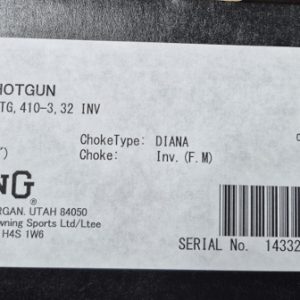 HOTGUN
TG,410-3,32 INV
ChokeType: DIANA
Choke: Inv.(F.M)
NG®
RGAN. UTAH 84050
wning Sports Ltd/Ltee
H4S 1W6
SERIAL No. 14332